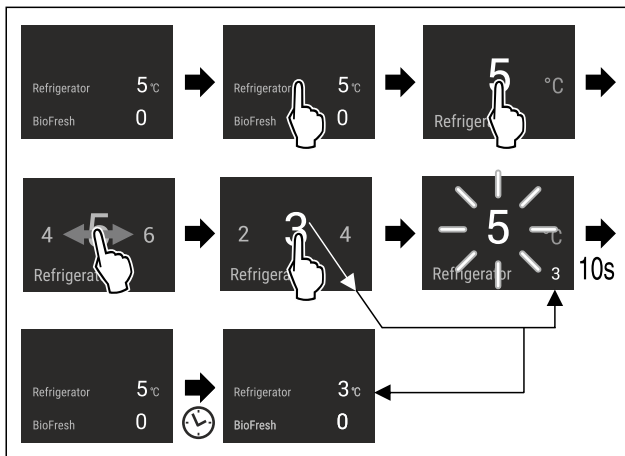 Refrigerator 5 °C
BioFresh 0
Refrigerator 5 °C
BioFresh 0
5 °C
Refriger
4 5 6
Refrigerator
2 3 4
Refrigerator
5 °C
Refrigerator 3
10s
Refrigerator 5 °C
BioFresh 0
Refrigerator 3 °C
BioFresh 0